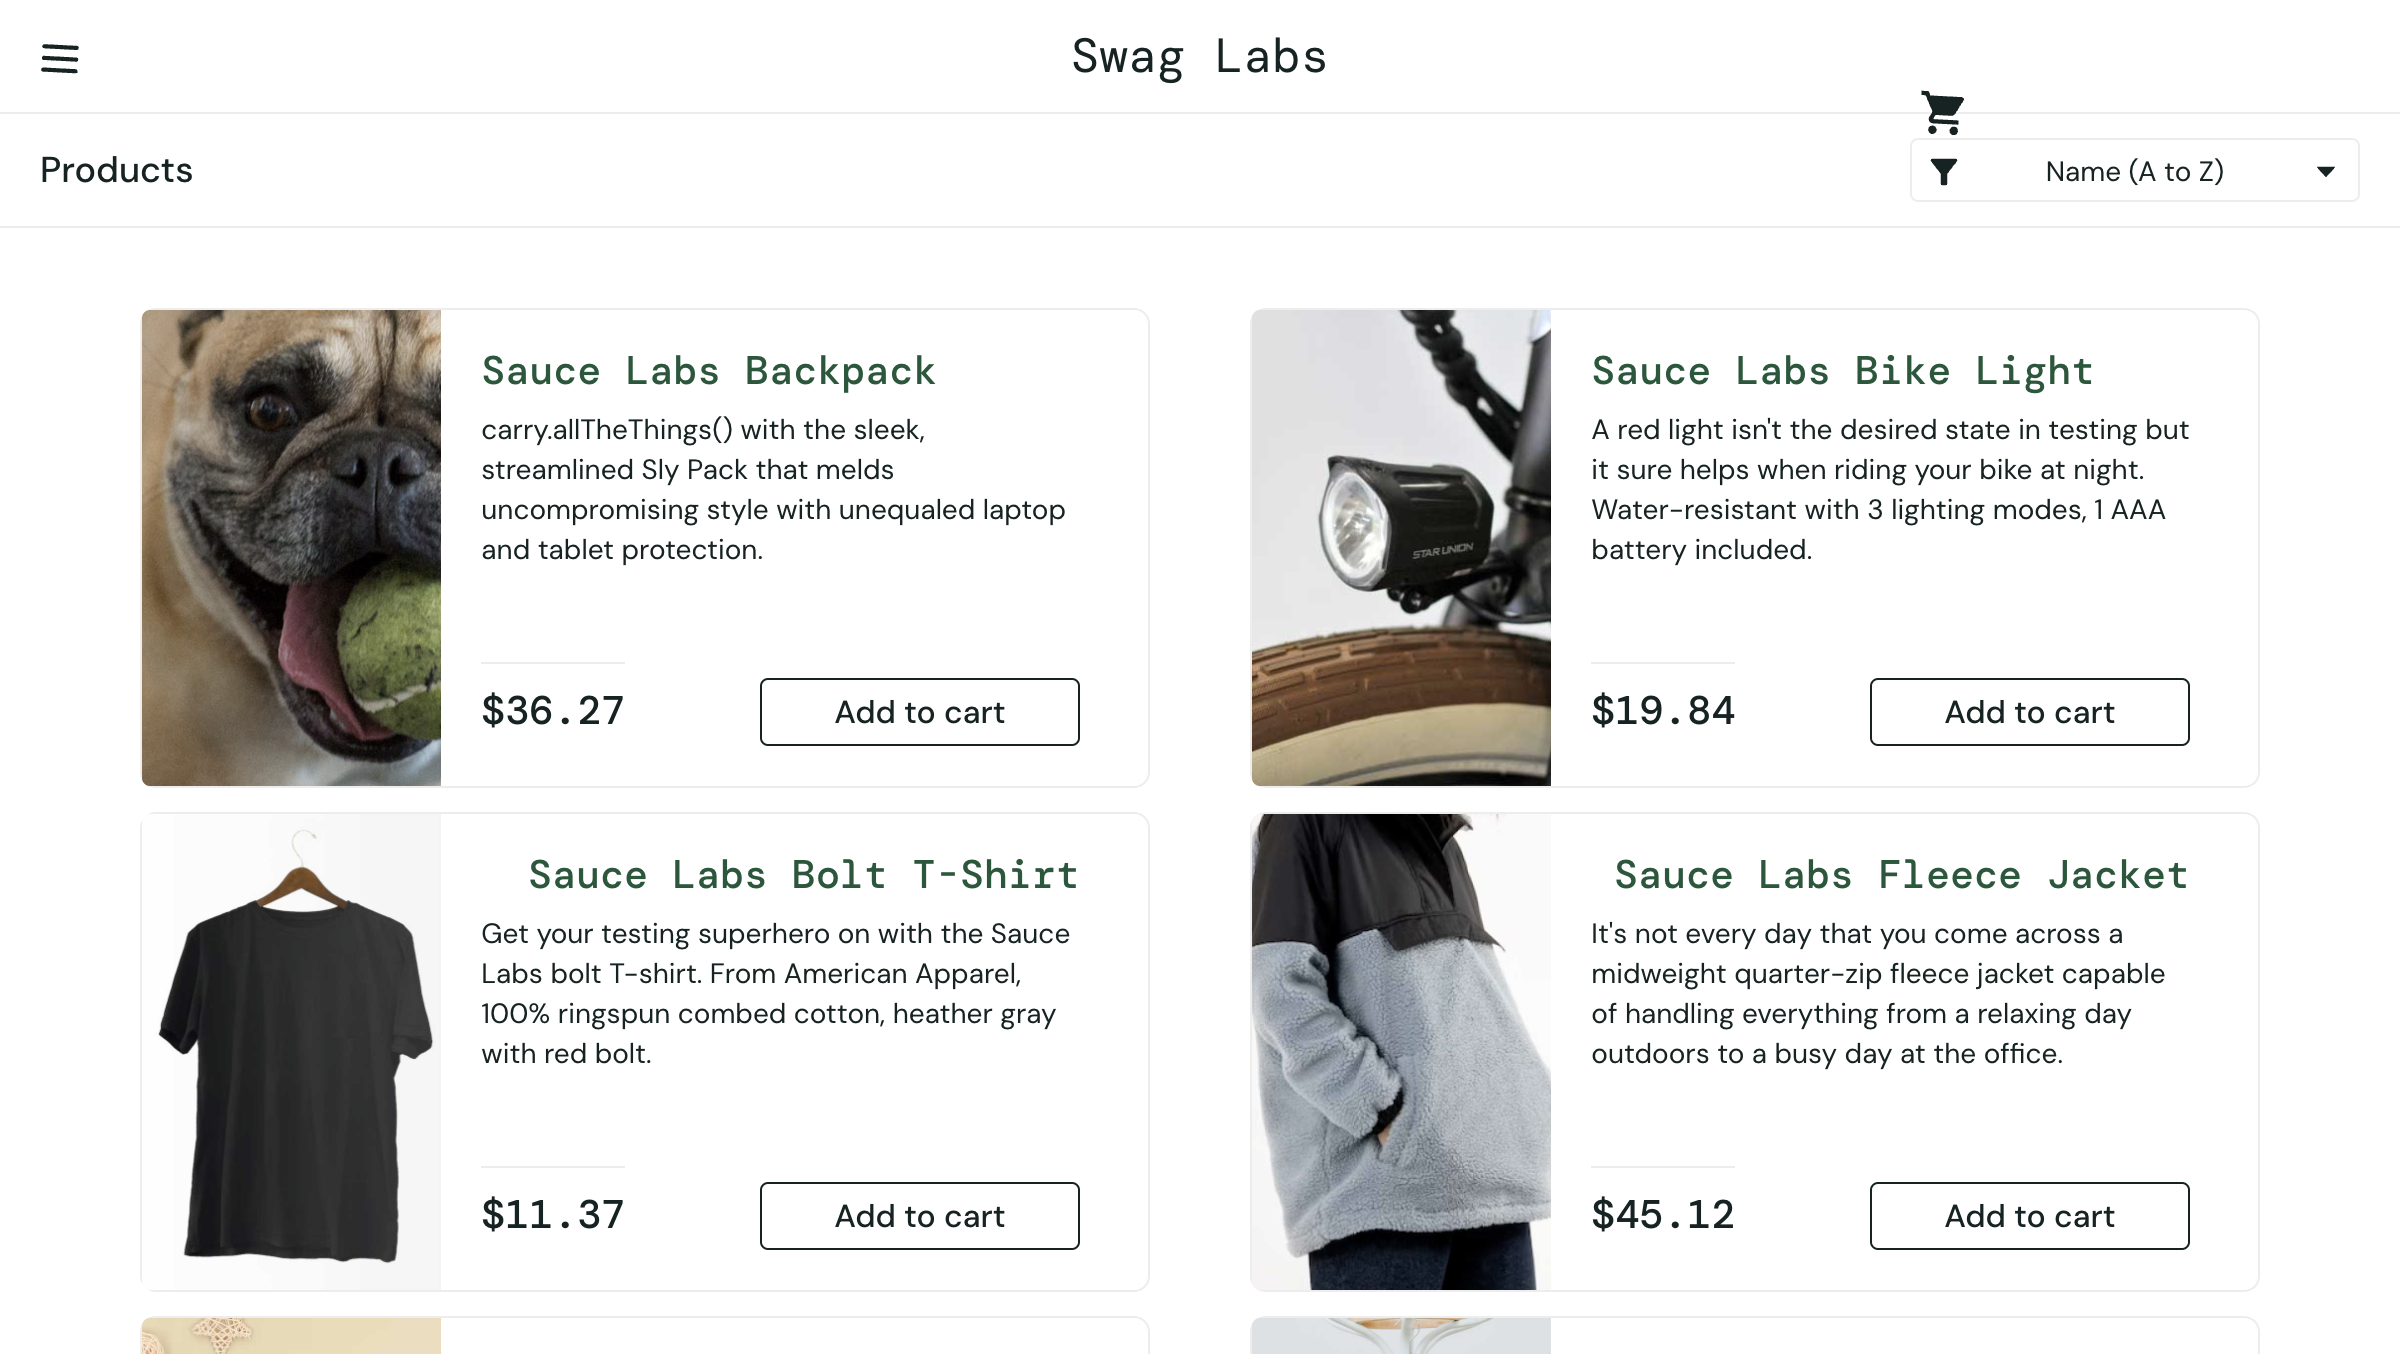 Swag Labs
Products
Name (A to Z)
Sauce Labs Backpack
carry.allTheThings() with the sleek,
streamlined Sly Pack that melds
uncompromising style with unequaled laptop
and tablet protection.
$36.27
Add to cart
Sauce Labs Bike Light
A red light isn't the desired state in testing but
it sure helps when riding your bike at night.
Water-resistant with 3 lighting modes, 1 AAA
battery included.
STAR UNION
$19.84
Add to cart
Sauce Labs Bolt T-Shirt
Get your testing superhero on with the Sauce
Labs bolt T-shirt. From American Apparel,
100% ringspun combed cotton, heather gray
with red bolt.
$11.37
Add to cart
Sauce Labs Fleece Jacket
It's not every day that you come across a
midweight quarter-zip fleece jacket capable
of handling everything from a relaxing day
outdoors to a busy day at the office.
$45.12
Add to cart